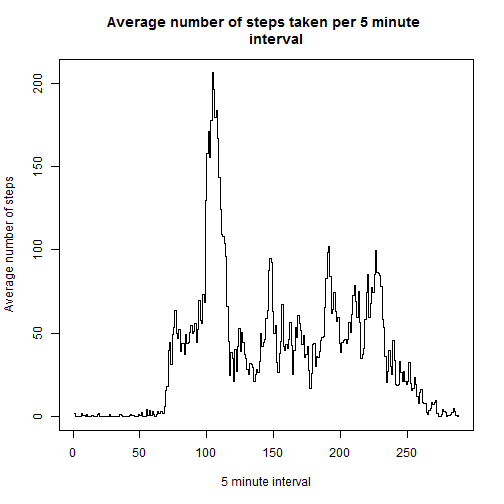 Average number of steps taken per 5 minute
interval
Average number of steps
200
150
100
50
0
0 50 100 150 200 250
5 minute interval